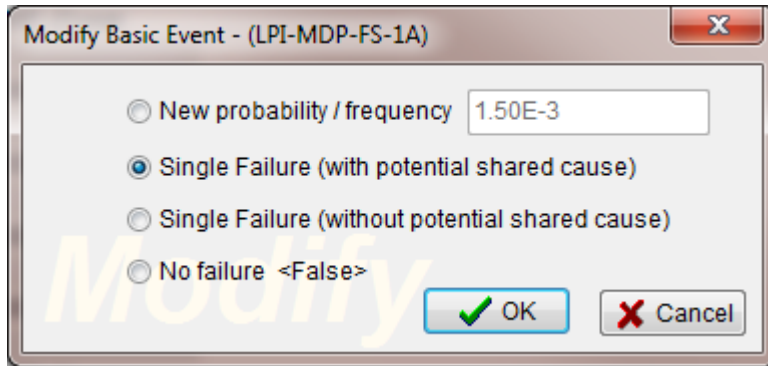 Modify Basic Event - (LPI-MDP-FS-1A)
New probability / frequency 1.50E-3
Single Failure (with potential shared cause)
Single Failure (without potential shared cause)
No failure <False>
Modify
OK Cancel